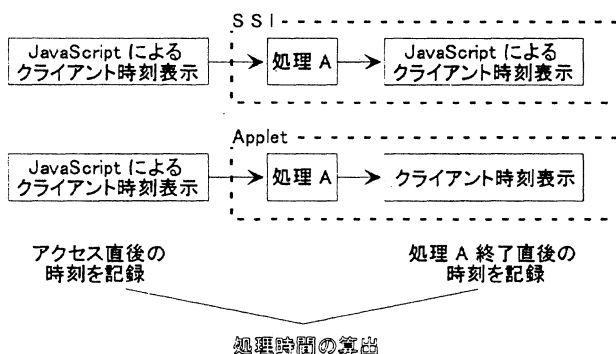 SSI
JavaScript による
クライアント時刻表示
処理 A
JavaScript による
クライアント時刻表示
Applet
JavaScript による
クライアント時刻表示
処理 A
クライアント時刻表示
アクセス直後の
時刻を記録
処理 A 終了直後の
時刻を記録
処理時間の算出